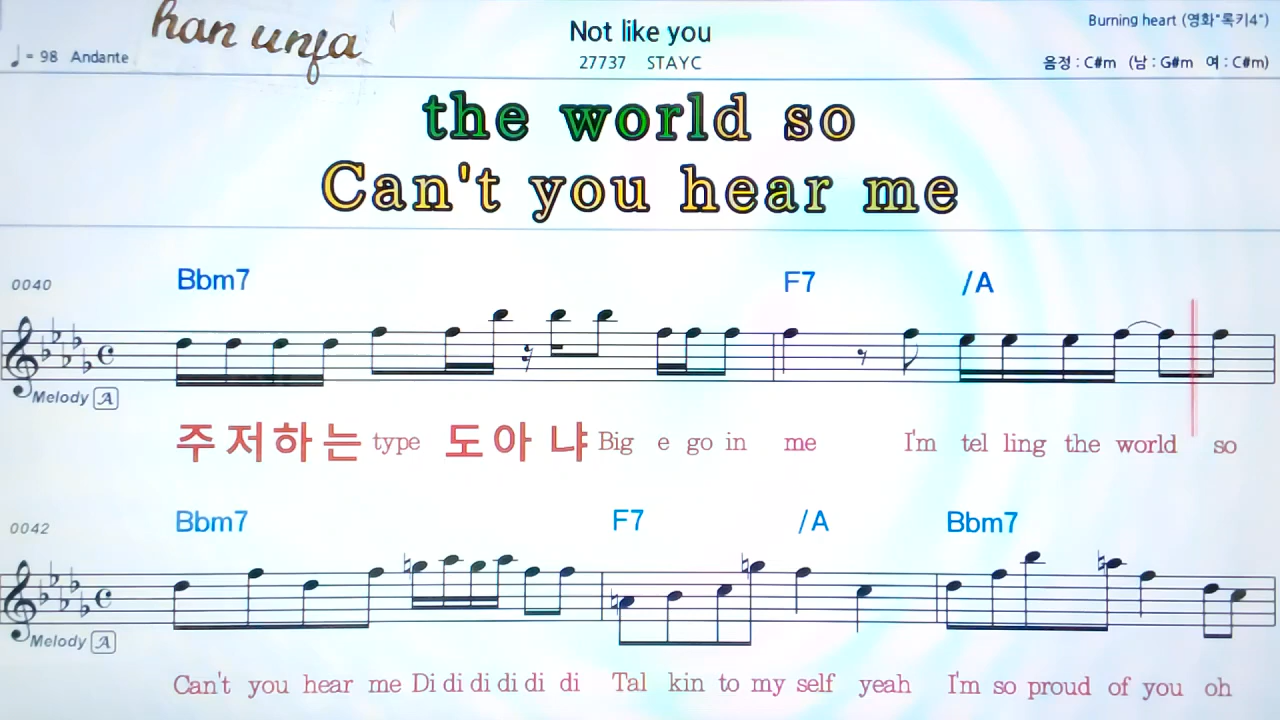 han unfa
Not like you
Burning heart (영화"록키4")
♩ = 98 Andante
27737 STAYC
음정 : C#m (남 : G#m 여 : C#m)
the world so
Can't you hear me
0040
Bbm7 F7 /A
Melody A
주 저 하 는 type 도 아 냐 Big e go in me I'm tel ling the world so
0042
Bbm7 F7 /A Bbm7
Melody A
Can't you hear me Di di di di di di Tal kin to my self yeah I'm so proud of you oh